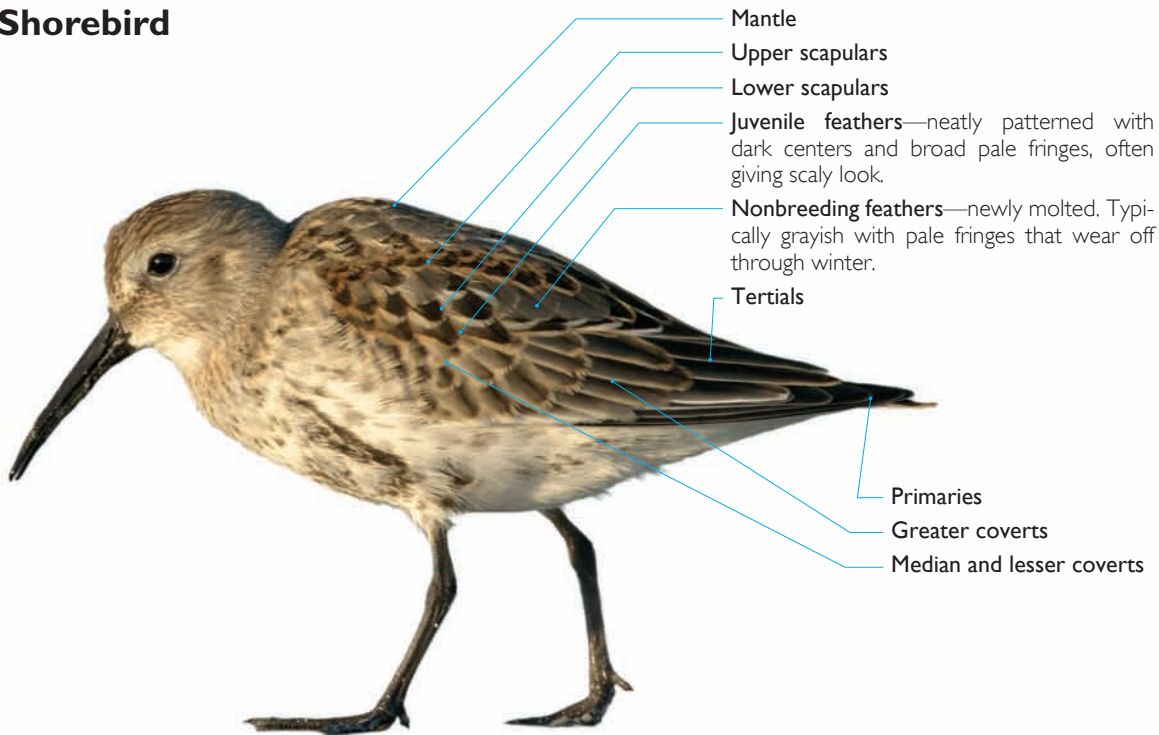 Shorebird
Mantle
Upper scapulars
Lower scapulars
Juvenile feathers—neatly patterned with
dark centers and broad pale fringes, often
giving scaly look.
Nonbreeding feathers—newly molted. Typi-
cally grayish with pale fringes that wear off
through winter.
Tertials
Primaries
Greater coverts
Median and lesser coverts